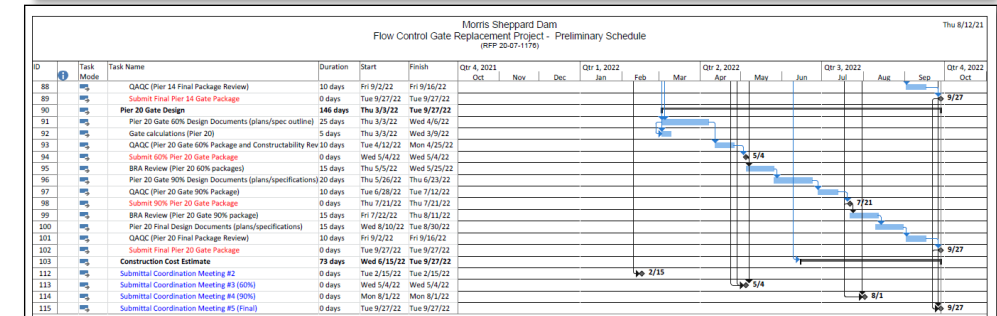 Morris Sheppard Dam
Flow Control Gate Replacement Project - Preliminary Schedule
(RFP 20-07-1176)
Thu 8/12/21
ID Task Mode Task Name Duration Start Finish Qtr 4, 2021 Qtr 1, 2022 Qtr 2, 2022 Qtr 3, 2022 Qtr 4, 2022
Oct Nov Dec Jan Feb Mar Apr May Jun Jul Aug Sep Oct
88 QAQC (Pier 14 Final Package Review) 10 days Fri 9/2/22 Fri 9/16/22
89 Submit Final Pier 14 Gate Package 0 days Tue 9/27/22 Tue 9/27/22 9/27
90 Pier 20 Gate Design 146 days Thu 3/3/22 Tue 9/27/22
91 Pier 20 Gate 60% Design Documents (plans/spec outline) 25 days Thu 3/3/22 Wed 4/6/22
92 Gate calculations (Pier 20) 5 days Thu 3/3/22 Wed 3/9/22
93 QAQC (Pier 20 Gate 60% Package and Constructability Rev 10 days Tue 4/12/22 Mon 4/25/22
94 Submit 60% Pier 20 Gate Package 0 days Wed 5/4/22 Wed 5/4/22 5/4
95 BRA Review (Pier 20 60% packages) 15 days Thu 5/5/22 Wed 5/25/22
96 Pier 20 Gate 90% Design Documents (plans/specifications) 20 days Thu 5/26/22 Thu 6/23/22
97 QAQC (Pier 20 Gate 90% Package) 10 days Tue 6/28/22 Tue 7/12/22
98 Submit 90% Pier 20 Gate Package 0 days Thu 7/21/22 Thu 7/21/22 7/21
99 BRA Review (Pier 20 Gate 90% package) 15 days Fri 7/22/22 Thu 8/11/22
100 Pier 20 Final Design Documents (plans/specifications) 15 days Wed 8/10/22 Tue 8/30/22
101 QAQC (Pier 20 Final Package Review) 10 days Fri 9/2/22 Fri 9/16/22
102 Submit Final Pier 20 Gate Package 0 days Tue 9/27/22 Tue 9/27/22 9/27
103 Construction Cost Estimate 73 days Wed 6/15/22 Tue 9/27/22
112 Submittal Coordination Meeting #2 0 days Tue 2/15/22 Tue 2/15/22 2/15
113 Submittal Coordination Meeting #3 (60%) 0 days Wed 5/4/22 Wed 5/4/22 5/4
114 Submittal Coordination Meeting #4 (90%) 0 days Mon 8/1/22 Mon 8/1/22 8/1
115 Submittal Coordination Meeting #5 (Final) 0 days Tue 9/27/22 Tue 9/27/22 9/27